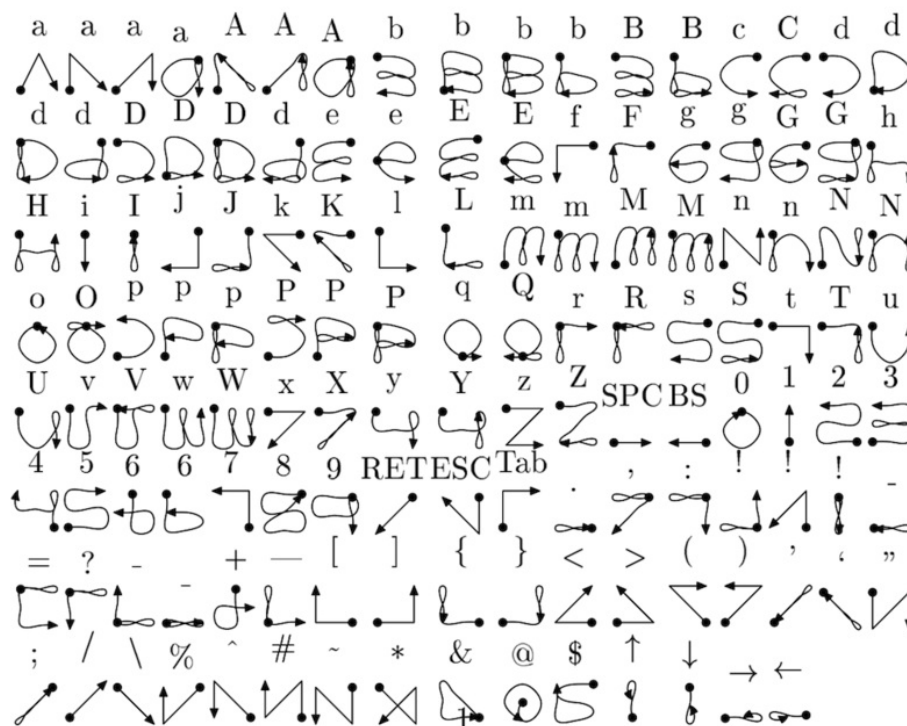 a a a a A A A b b b b B B c C d d
d d D D D d e e E E f F g g G G h
H i I j J k K l L m m M M n n N N
o O p p p P P P q Q r R s S t T u
U v V w W x X y Y z Z SPC BS 0 1 2 3
4 5 6 6 7 8 9 RET ESC Tab . , : ! ! ! -
= ? - - + — [ ] { } < > ( ) ’ ‘ ”
; / \ % ^ # ~ * & @ $ ↑ ↓ → ←